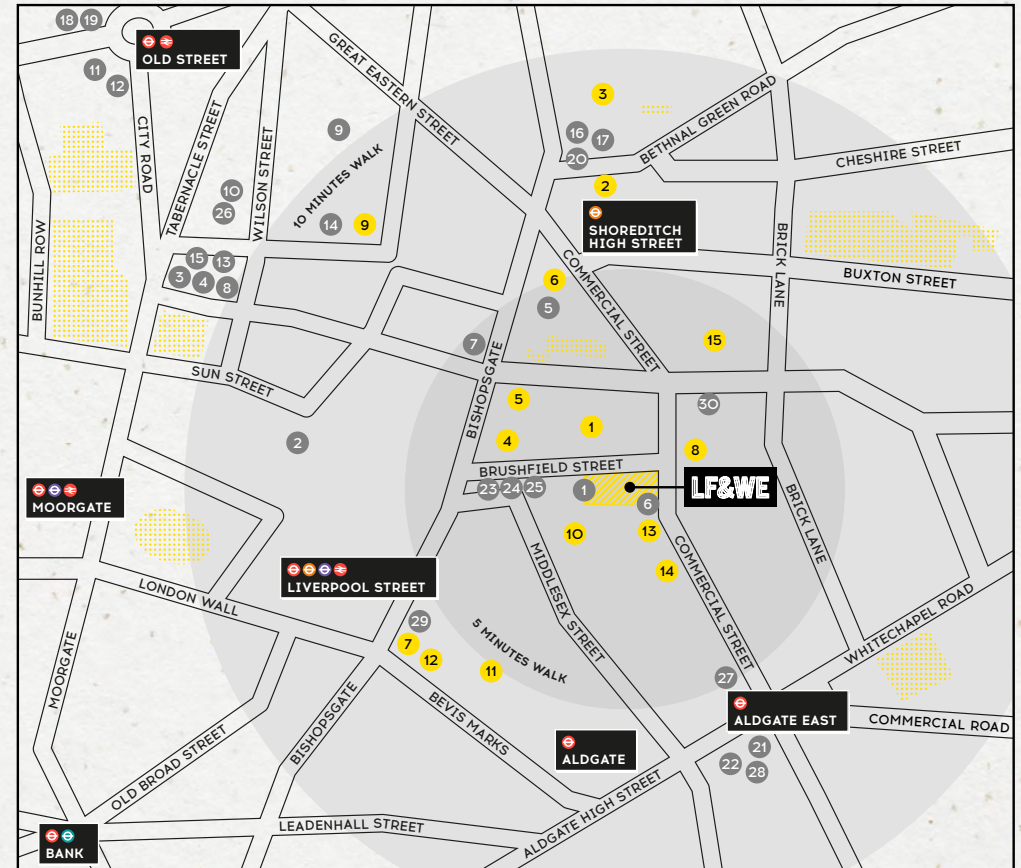 18 19
OLD STREET
11
12
GREAT EASTERN STREET
3
BETHNAL GREEN ROAD
16
17
20
CHESHIRE STREET
CITY ROAD
TABERNACLE STREET
WILSON STREET
9
10 MINUTES WALK
10
26
14
9
2
SHOREDITCH
HIGH STREET
BUNHILL ROW
15
13
3
4
8
BRICK LANE
BUXTON STREET
COMMERCIAL STREET
6
5
7
15
BISHOPSGATE
SUN STREET
5
30
1
4
2
8
BRUSHFIELD STREET
23 24 25
1
6
LF&WE
MOORGATE
10
13
14
BRICK LANE
MIDDLESEX STREET
COMMERCIAL STREET
LIVERPOOL STREET
LONDON WALL
WHITECHAPEL ROAD
29
7
12
11
5 MINUTES WALK
MOORGATE
27
BISHOPSGATE
BEVIS MARKS
ALDGATE EAST
COMMERCIAL ROAD
OLD BROAD STREET
ALDGATE
21
22
28
ALDGATE HIGH STREET
LEADENHALL STREET
BANK